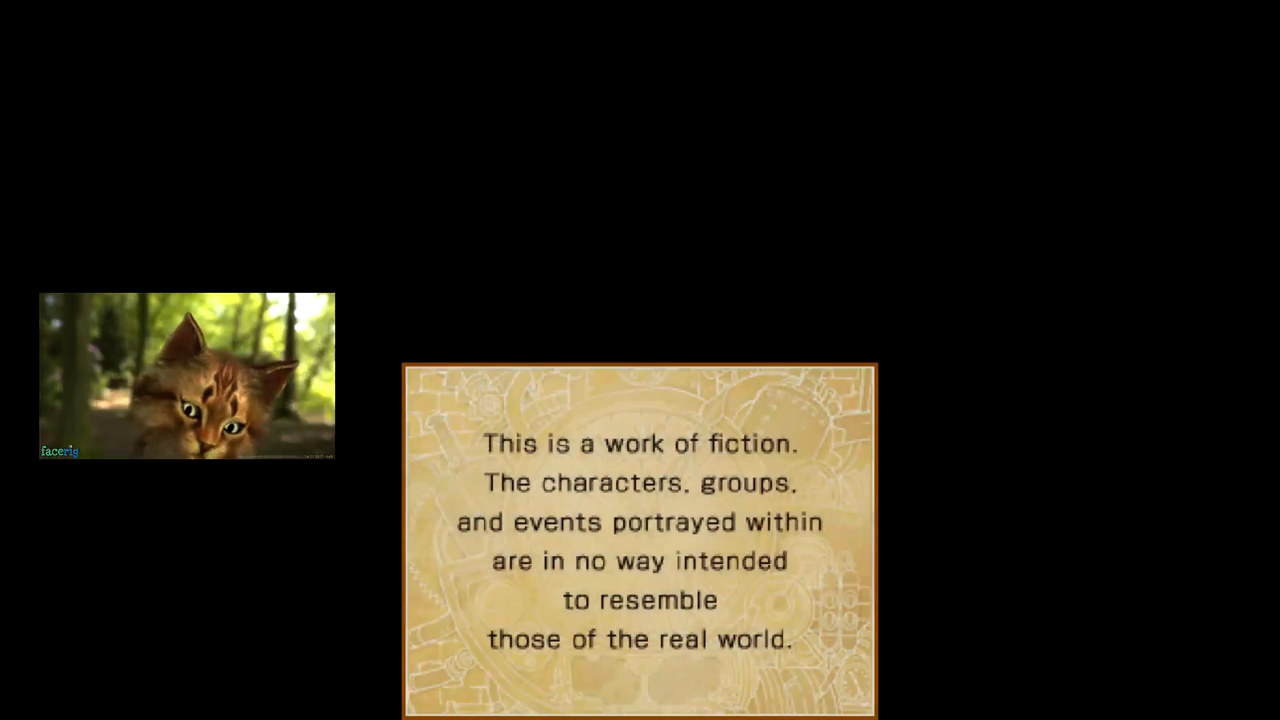 facerig
This is a work of fiction.
The characters, groups,
and events portrayed within
are in no way intended
to resemble
those of the real world.